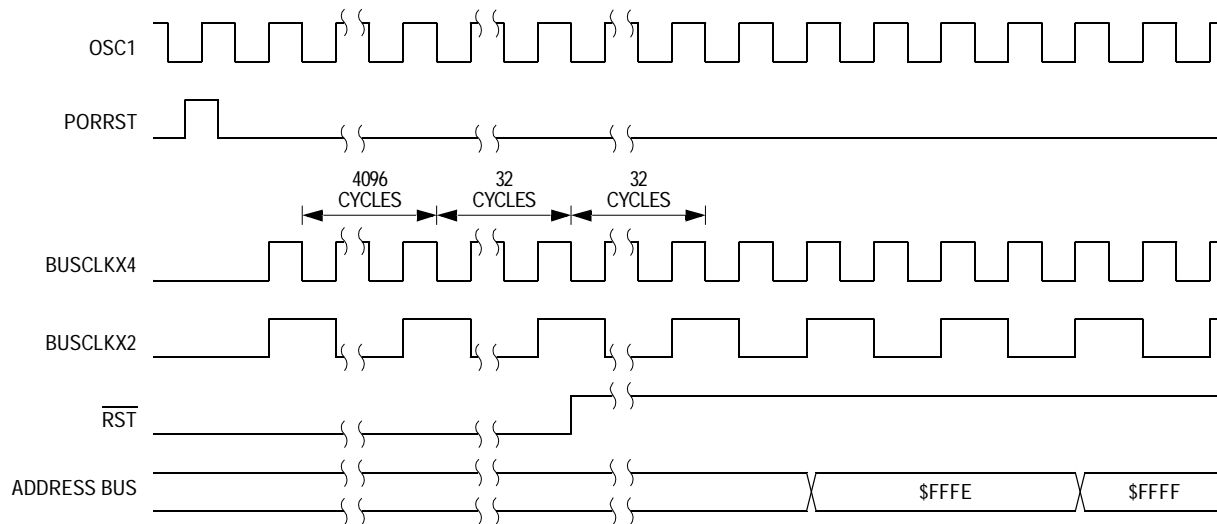 OSC1
PORRST
4096
CYCLES
32
CYCLES
32
CYCLES
BUSCLKX4
BUSCLKX2
RST
ADDRESS BUS
$FFFE
$FFFF